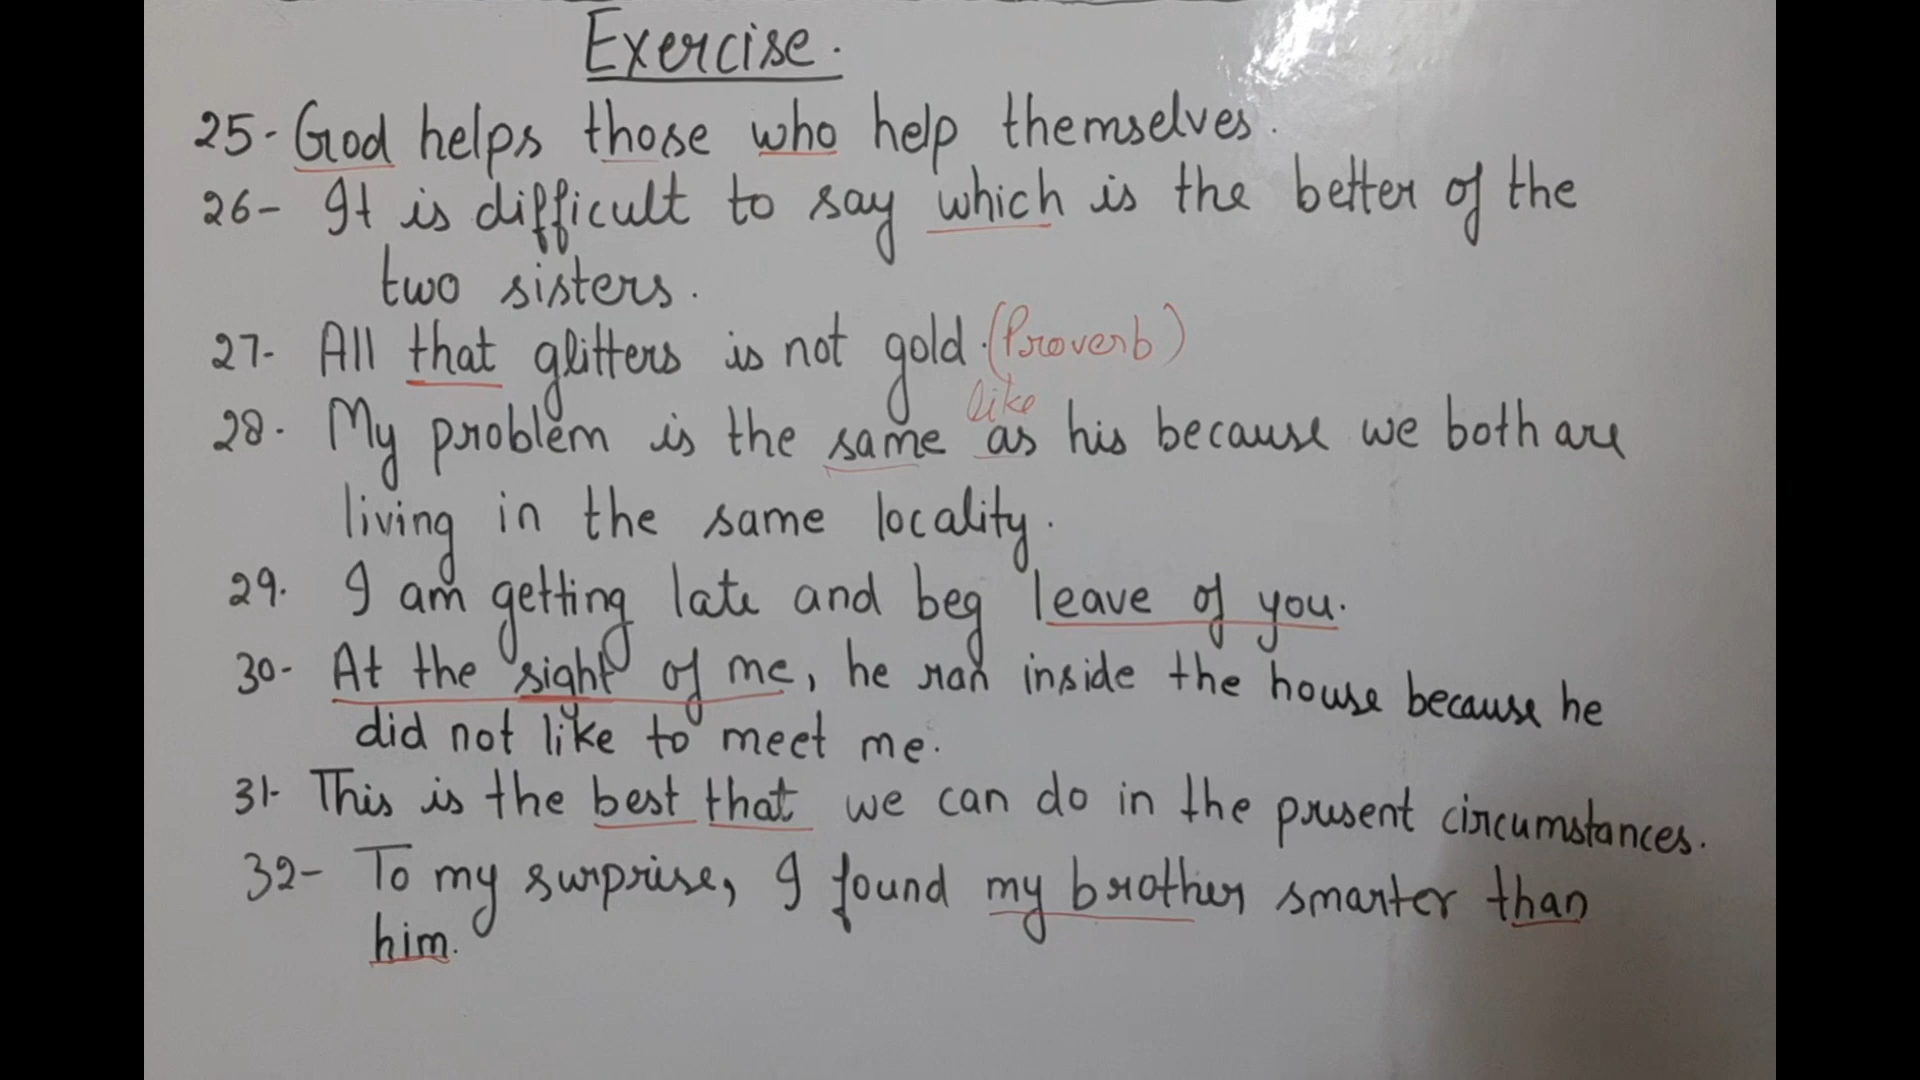 Exercise.
25- God helps those who help themselves.
26- It is difficult to say which is the better of the
two sisters.
27- All that glitters is not gold. (Proverb)
like
28- My problem is the same as his because we both are
living in the same locality.
29. I am getting late and beg leave of you.
30- At the sight of me, he ran inside the house because he
did not like to meet me.
31- This is the best that we can do in the present circumstances.
32- To my surprise, I found my brother smarter than
him.